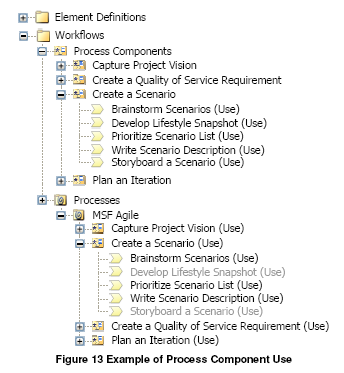 Element Definitions
Workflows
Process Components
Capture Project Vision
Create a Quality of Service Requirement
Create a Scenario
Brainstorm Scenarios (Use)
Develop Lifestyle Snapshot (Use)
Prioritize Scenario List (Use)
Write Scenario Description (Use)
Storyboard a Scenario (Use)
Plan an Iteration
Processes
MSF Agile
Capture Project Vision (Use)
Create a Scenario (Use)
Brainstorm Scenarios (Use)
Develop Lifestyle Snapshot (Use)
Prioritize Scenario List (Use)
Write Scenario Description (Use)
Storyboard a Scenario (Use)
Create a Quality of Service Requirement (Use)
Plan an Iteration (Use)
Figure 13 Example of Process Component Use